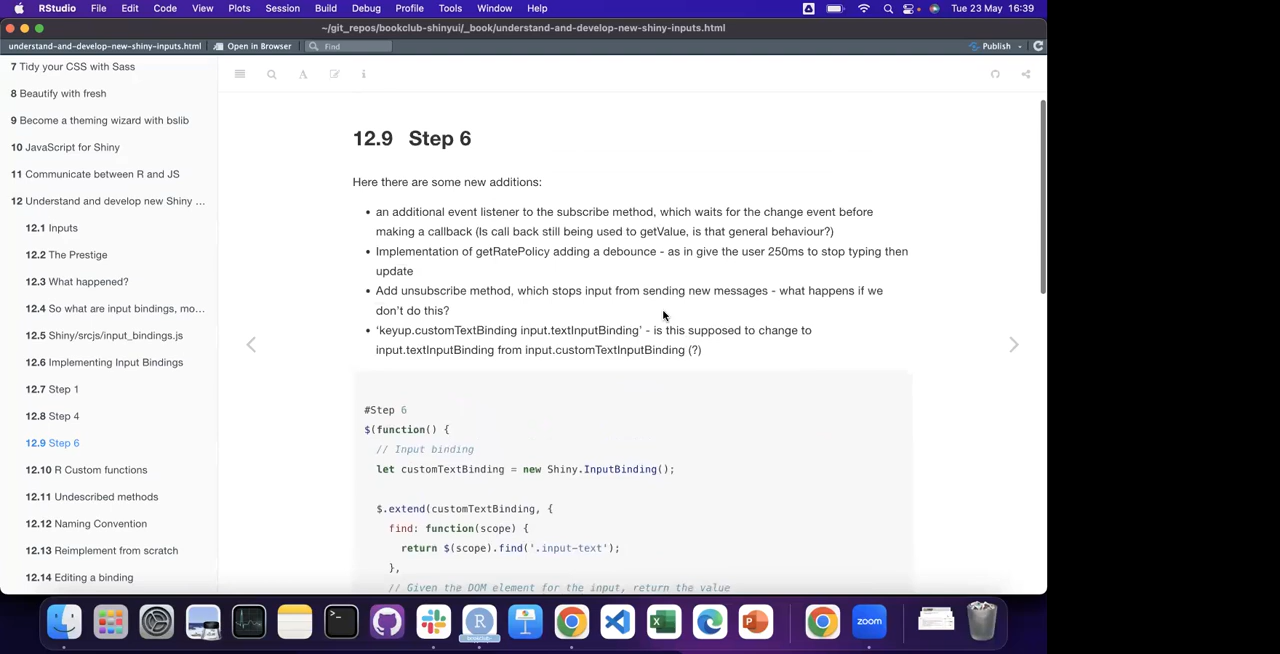 RStudio File Edit Code View Plots Session Build Debug Profile Tools Window Help Tue 23 May 16:39
~/git_repos/bookclub-shinyui/_book/understand-and-develop-new-shiny-inputs.html
understand-and-develop-new-shiny-inputs.html Open in Browser Find Publish
7 Tidy your CSS with Sass
8 Beautify with fresh
9 Become a theming wizard with bslib
10 JavaScript for Shiny
11 Communicate between R and JS
12 Understand and develop new Shiny ...
12.1 Inputs
12.2 The Prestige
12.3 What happened?
12.4 So what are input bindings, mo...
12.5 Shiny/srcjs/input_bindings.js
12.6 Implementing Input Bindings
12.7 Step 1
12.8 Step 4
12.9 Step 6
12.10 R Custom functions
12.11 Undescribed methods
12.12 Naming Convention
12.13 Reimplement from scratch
12.14 Editing a binding
12.9 Step 6
Here there are some new additions:
• an additional event listener to the subscribe method, which waits for the change event before
making a callback (Is call back still being used to getValue, is that general behaviour?)
• Implementation of getRatePolicy adding a debounce - as in give the user 250ms to stop typing then
update
• Add unsubscribe method, which stops input from sending new messages - what happens if we
don't do this?
• ‘keyup.customTextBinding input.textInputBinding’ - is this supposed to change to
input.textInputBinding from input.customTextInputBinding (?)
#Step 6
$(function() {
// Input binding
let customTextBinding = new Shiny.InputBinding();
$.extend(customTextBinding, {
find: function(scope) {
return $(scope).find('.input-text');
},
// Given the DOM element for the input, return the value
zoom